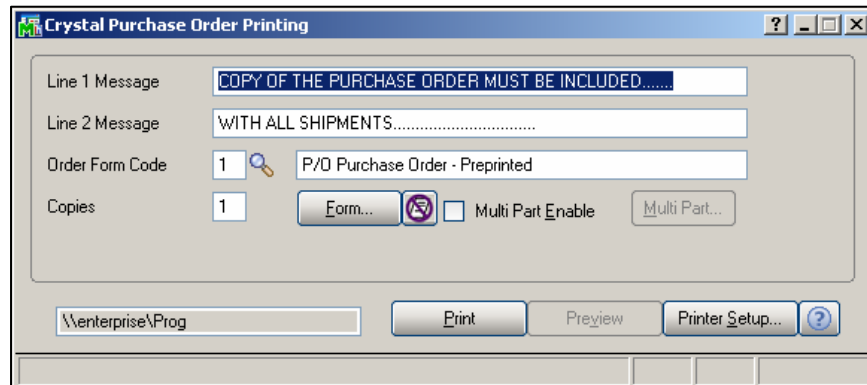 Crystal Purchase Order Printing
Line 1 Message COPY OF THE PURCHASE ORDER MUST BE INCLUDED.......
Line 2 Message WITH ALL SHIPMENTS................................
Order Form Code 1 P/O Purchase Order - Preprinted
Copies 1 Form... Multi Part Enable Multi Part...
\\enterprise\Prog Print Preview Printer Setup... ?